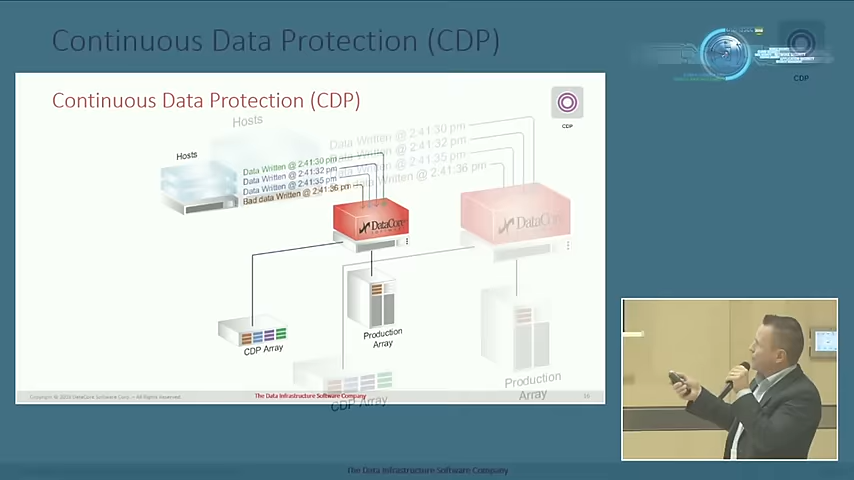 Continuous Data Protection (CDP)
CDP
Continuous Data Protection (CDP)
CDP
Hosts
Hosts
Data Written @ 2:41:30 pm
Data Written @ 2:41:32 pm
Data Written @ 2:41:35 pm
Bad data Written @ 2:41:36 pm
Data Written @ 2:41:30 pm
Data Written @ 2:41:32 pm
Data Written @ 2:41:35 pm
data Written @ 2:41:36 pm
DataCore
DataCore
Production
Array
CDP Array
Production
Array
CDP Array
Copyright © 2020 DataCore Software Corp. – All Rights Reserved.
The Data Infrastructure Software Company
The Data Infrastructure Software Company